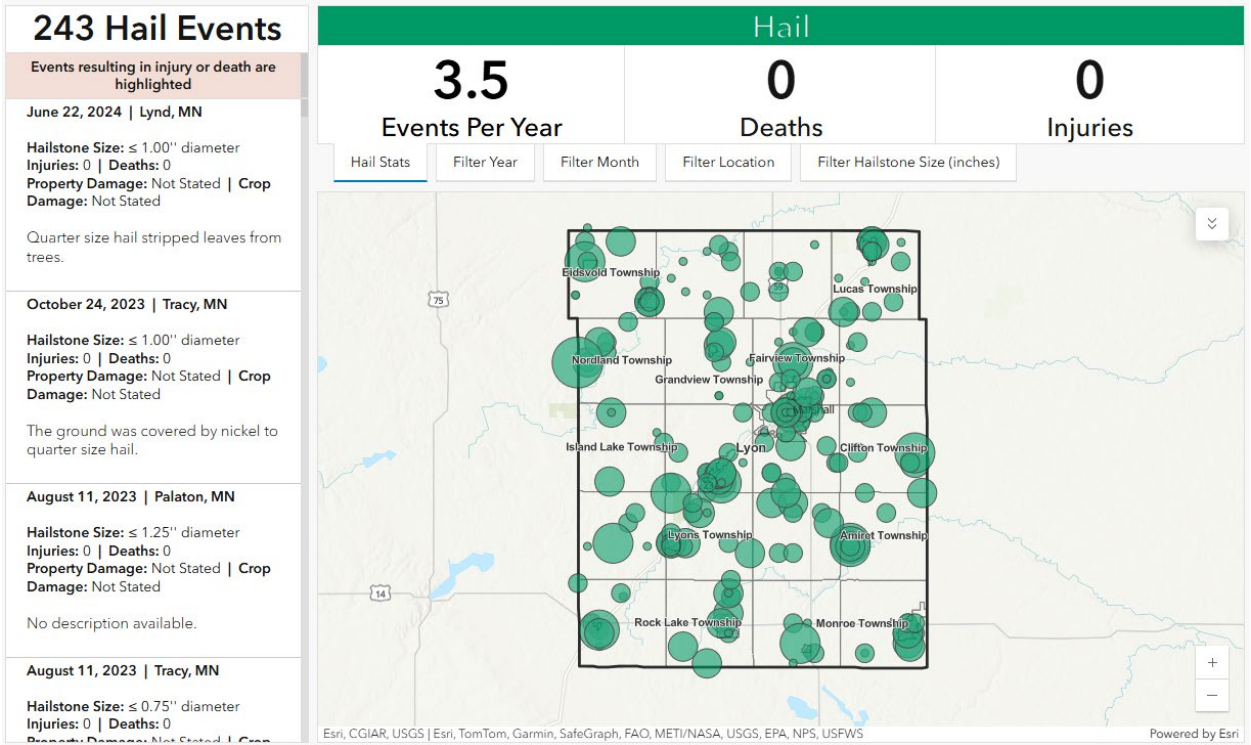 243 Hail Events
Events resulting in injury or death are
highlighted
June 22, 2024 | Lynd, MN
Hailstone Size: ≤ 1.00'' diameter
Injuries: 0 | Deaths: 0
Property Damage: Not Stated | Crop
Damage: Not Stated
Quarter size hail stripped leaves from
trees.
October 24, 2023 | Tracy, MN
Hailstone Size: ≤ 1.00'' diameter
Injuries: 0 | Deaths: 0
Property Damage: Not Stated | Crop
Damage: Not Stated
The ground was covered by nickel to
quarter size hail.
August 11, 2023 | Palaton, MN
Hailstone Size: ≤ 1.25'' diameter
Injuries: 0 | Deaths: 0
Property Damage: Not Stated | Crop
Damage: Not Stated
No description available.
August 11, 2023 | Tracy, MN
Hailstone Size: ≤ 0.75'' diameter
Injuries: 0 | Deaths: 0
Property Damage: Not Stated | Crop
Hail
3.5
Events Per Year
0
Deaths
0
Injuries
Hail Stats
Filter Year
Filter Month
Filter Location
Filter Hailstone Size (inches)
Eidsvold Township
59
Lucas Township
75
Nordland Township
Fairview Township
Grandview Township
Marshall
Island Lake Township
Lyon
Clifton Township
23
Lyons Township
Amiret Township
14
Rock Lake Township
Monroe Township
+
−
Esri, CGIAR, USGS | Esri, TomTom, Garmin, SafeGraph, FAO, METI/NASA, USGS, EPA, NPS, USFWS
Powered by Esri